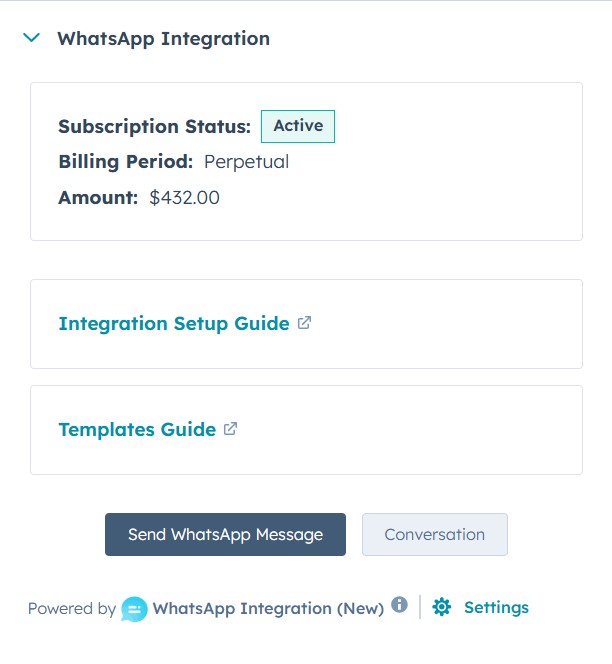 WhatsApp Integration
Subscription Status: Active
Billing Period: Perpetual
Amount: $432.00
Integration Setup Guide
Templates Guide
Send WhatsApp Message Conversation
Powered by WhatsApp Integration (New) i Settings